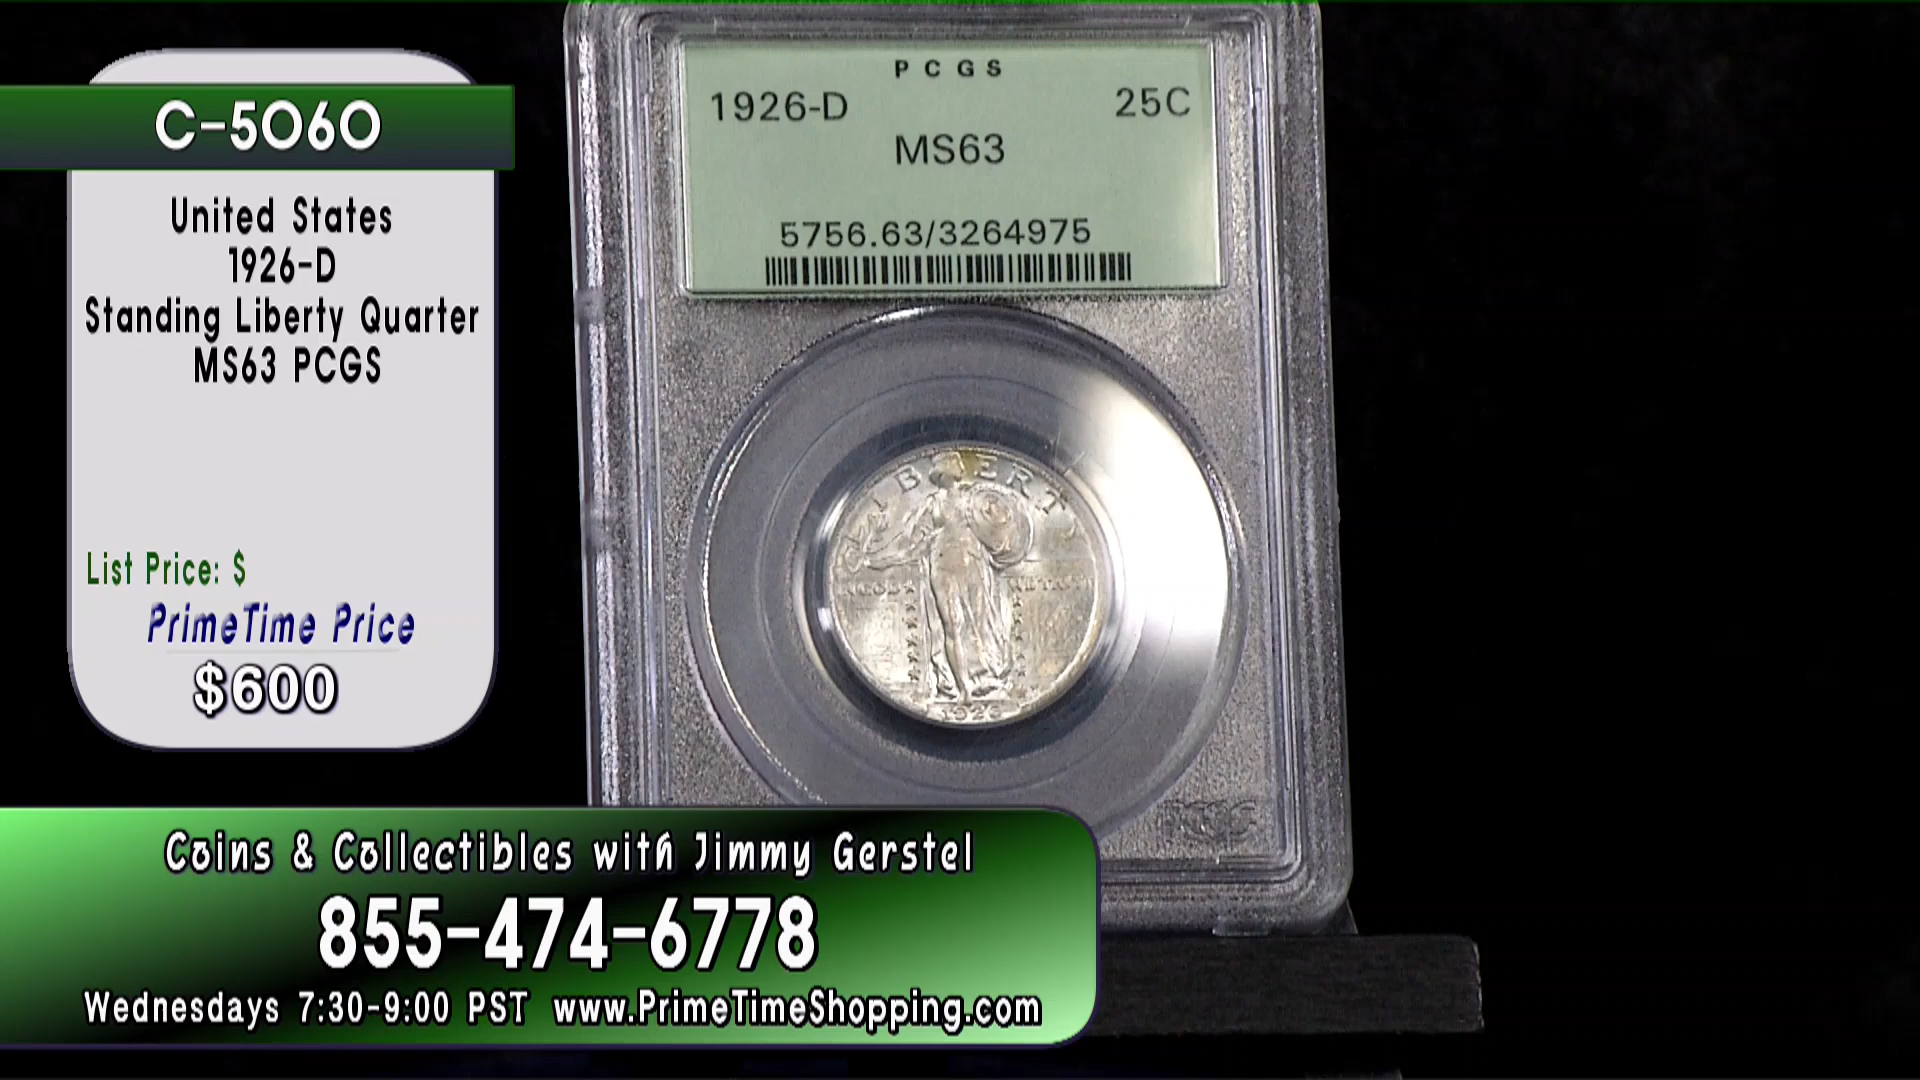 C-5060
United States
1926-D
Standing Liberty Quarter
MS63 PCGS
List Price: $
PrimeTime Price
$600
PCGS
1926-D 25C
MS63
5756.63/3264975
LIBERTY
1926
PCGS
Coins & Collectibles with Jimmy Gerstel
855-474-6778
Wednesdays 7:30-9:00 PST www.PrimeTimeShopping.com